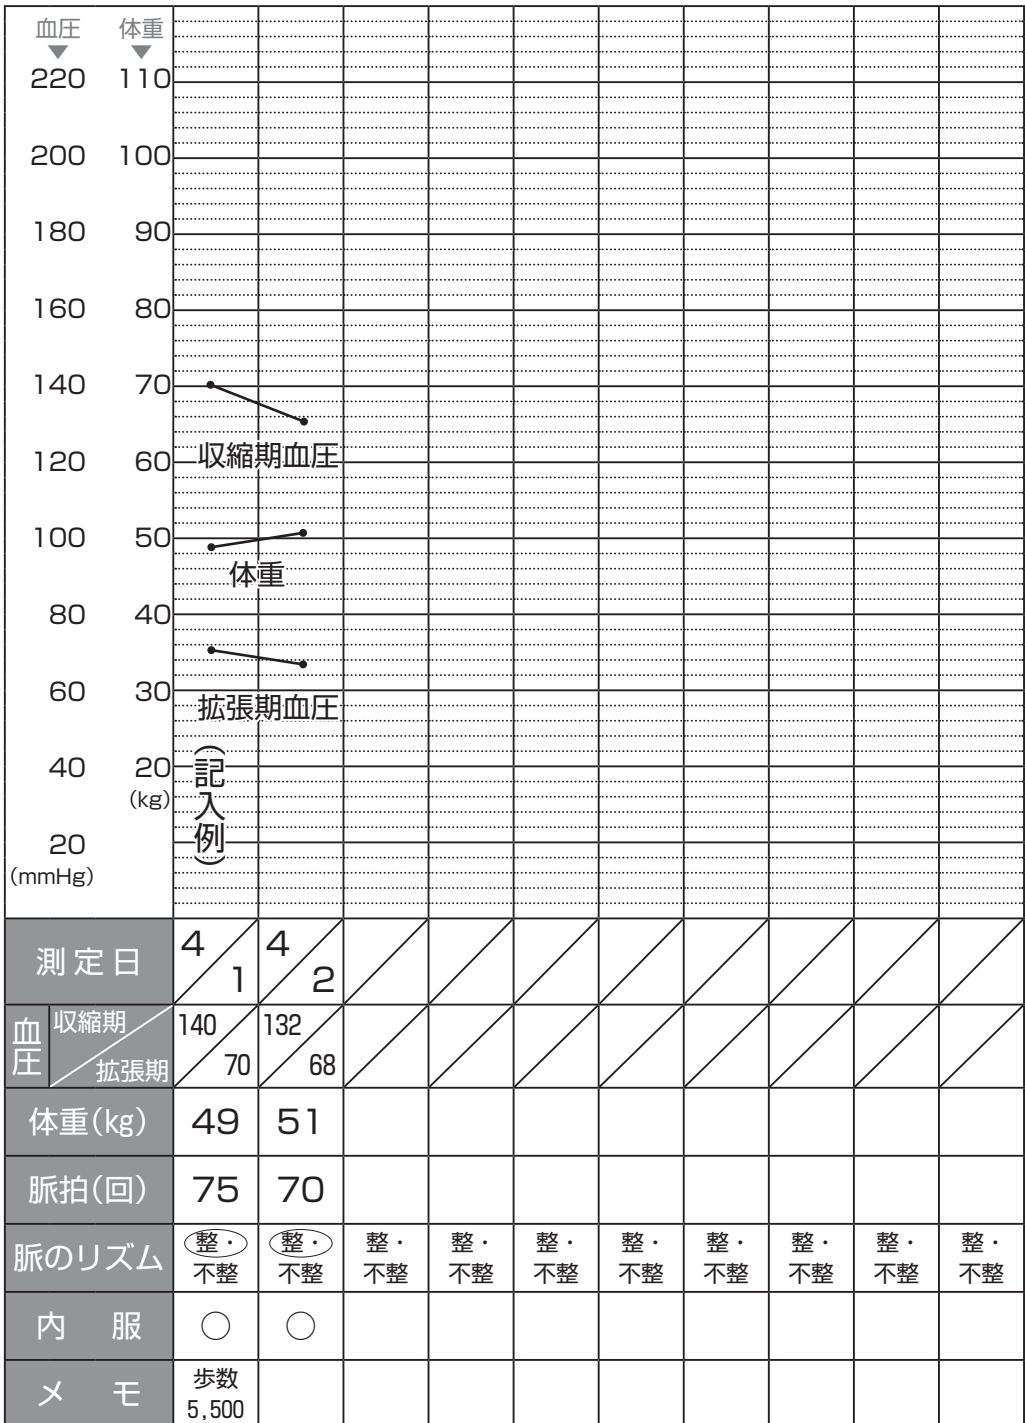 血圧 体重
220 110
200 100
180 90
160 80
140 70
収縮期血圧
120 60
100 50
体重
80 40
60 30
拡張期血圧
40 20
(kg)
(記入例)
20
(mmHg)
測定日 4/1 4/2
血圧 収縮期/拡張期 140/70 132/68
体重(kg) 49 51
脈拍(回) 75 70
脈のリズム 整・ 整・ 整・ 整・ 整・ 整・ 整・ 整・ 整・ 整・
不整 不整 不整 不整 不整 不整 不整 不整 不整 不整
内服 ○ ○
メモ 歩数
5,500